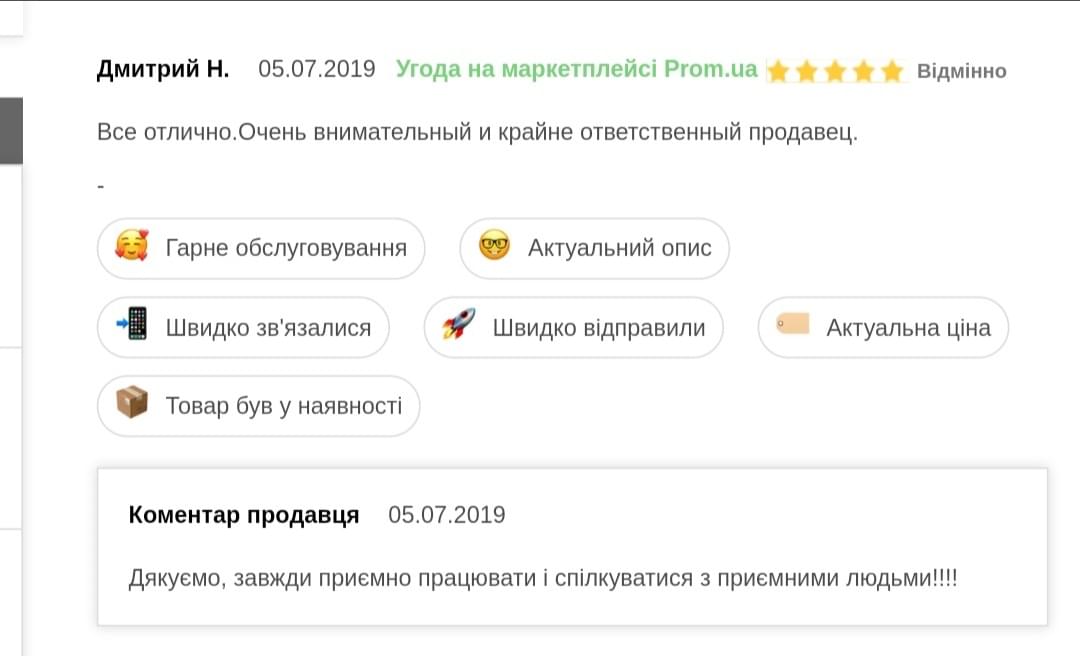 Дмитрий Н. 05.07.2019 Угода на маркетплейсі Prom.ua Відмінно
Все отлично.Очень внимательный и крайне ответственный продавец.
-
Гарне обслуговування Актуальний опис
Швидко зв'язалися Швидко відправили Актуальна ціна
Товар був у наявності
Коментар продавця 05.07.2019
Дякуємо, завжди приємно працювати і спілкуватися з приємними людьми!!!!